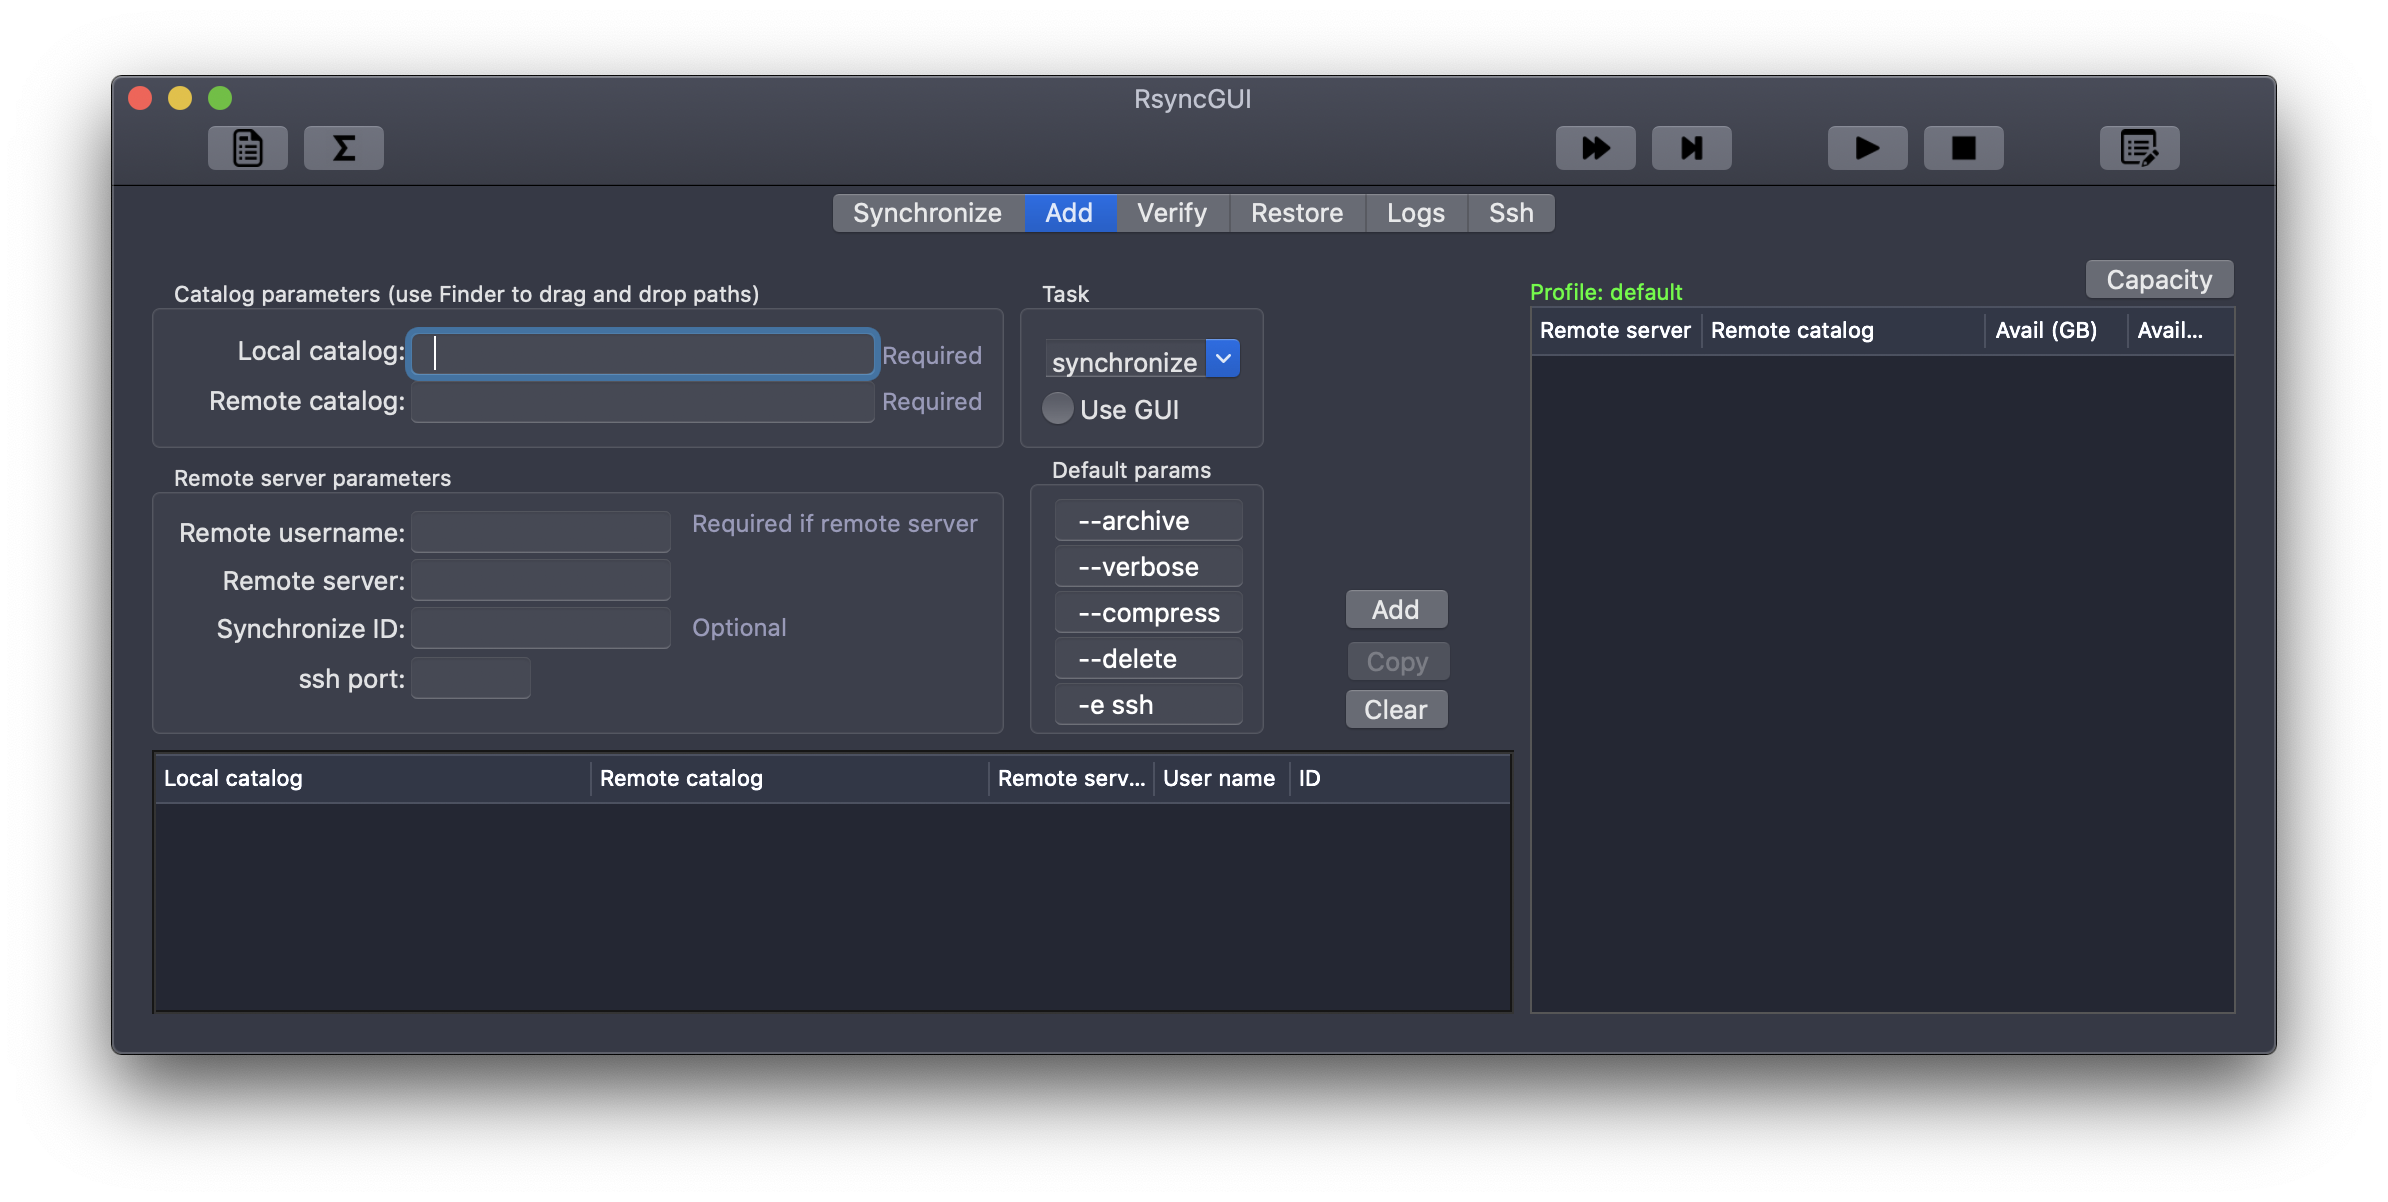 RsyncGUI
Synchronize Add Verify Restore Logs Ssh
Catalog parameters (use Finder to drag and drop paths)
Local catalog: Required
Remote catalog: Required
Task
synchronize
Use GUI
Remote server parameters
Remote username: Required if remote server
Remote server:
Synchronize ID: Optional
ssh port:
Default params
--archive
--verbose
--compress
--delete
-e ssh
Add
Copy
Clear
Profile: default
Capacity
Remote server Remote catalog Avail (GB) Avail...
Local catalog Remote catalog Remote serv... User name ID